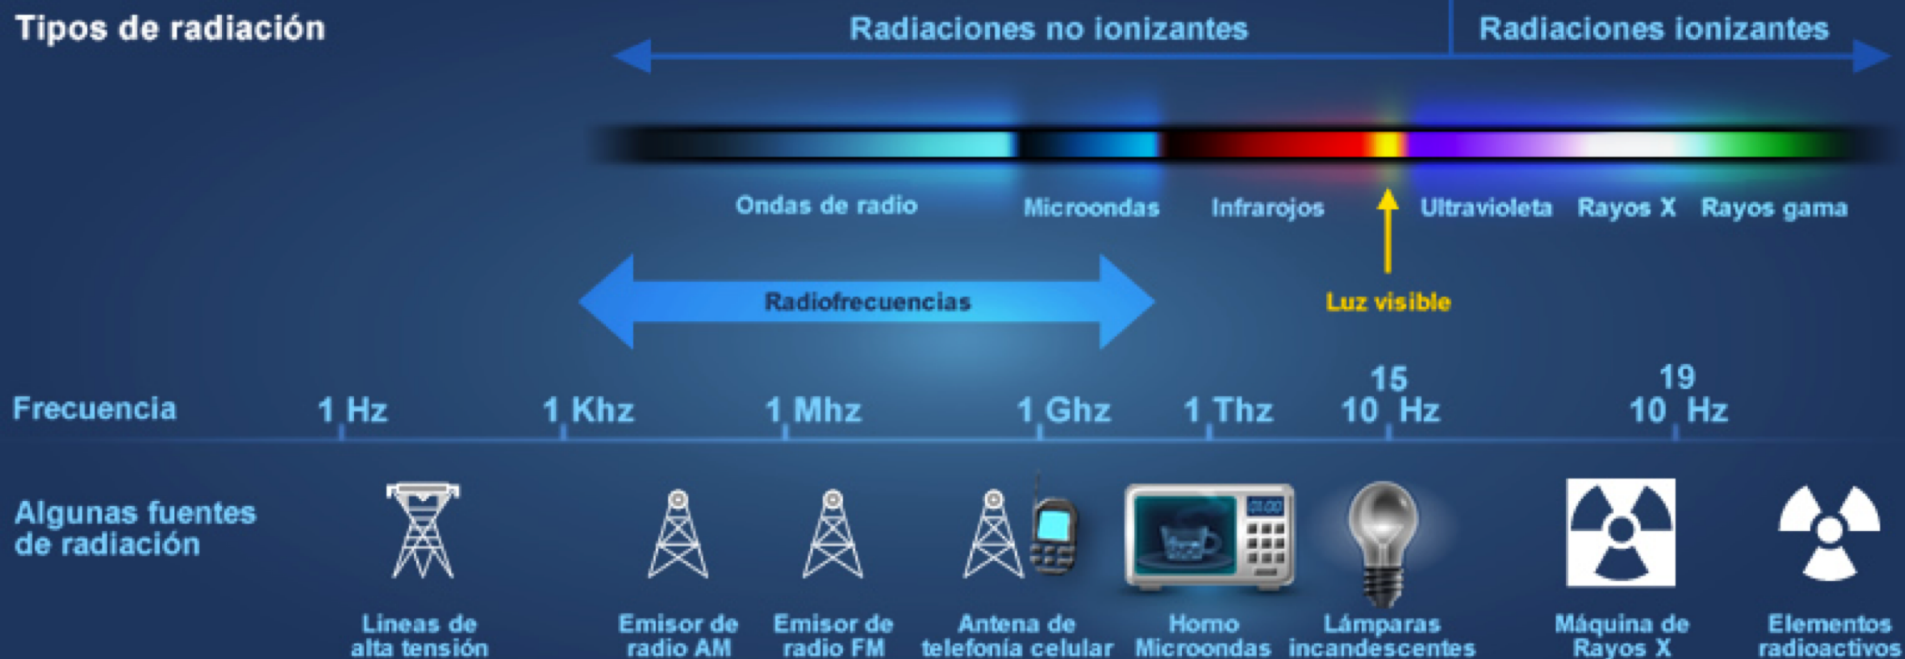 Tipos de radiación
Radiaciones no ionizantes
Radiaciones ionizantes
Ondas de radio
Microondas
Infrarojos
Ultravioleta
Rayos X
Rayos gama
Radiofrecuencias
Luz visible
Frecuencia
1 Hz
1 Khz
1 Mhz
1 Ghz
1 Thz
15
10 Hz
19
10 Hz
Algunas fuentes
de radiación
01:00
Lineas de
alta tensión
Emisor de
radio AM
Emisor de
radio FM
Antena de
telefonía celular
Horno
Microondas
Lámparas
incandescentes
Máquina de
Rayos X
Elementos
radioactivos